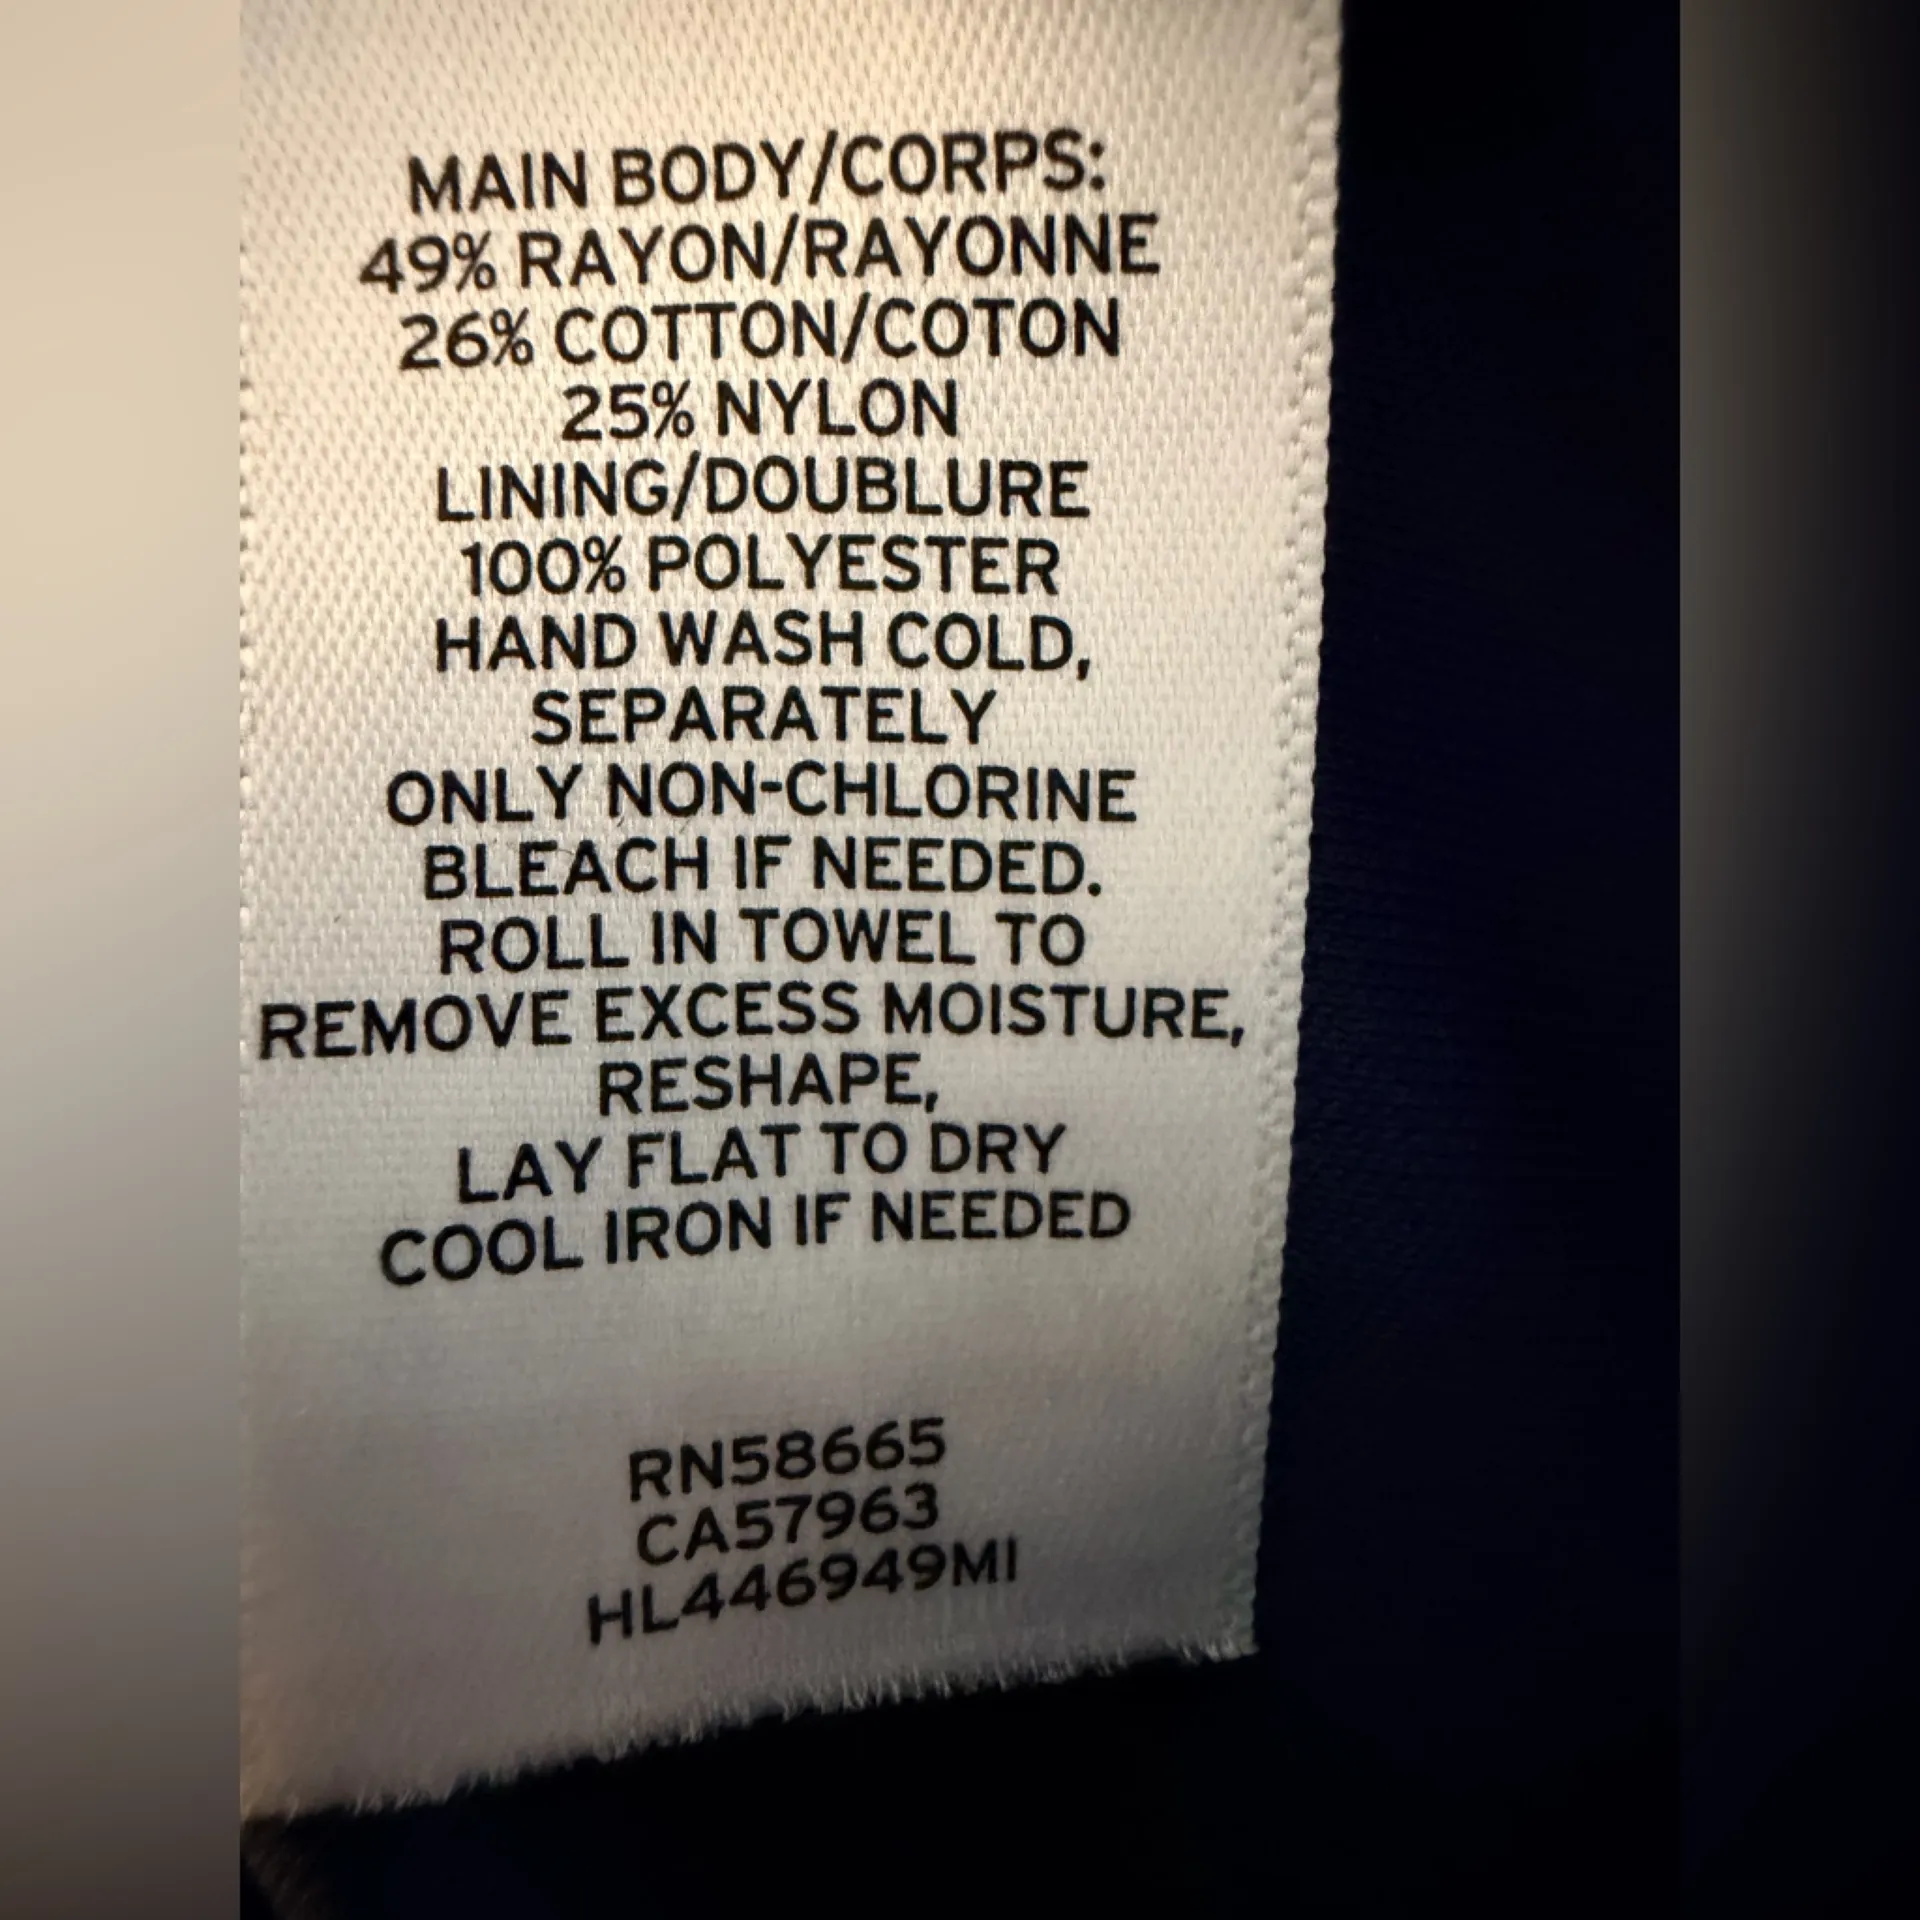 MAIN BODY/CORPS:
49% RAYON/RAYONNE
26% COTTON/COTON
25% NYLON
LINING/DOUBLURE
100% POLYESTER
HAND WASH COLD,
SEPARATELY
ONLY NON-CHLORINE
BLEACH IF NEEDED.
ROLL IN TOWEL TO
REMOVE EXCESS MOISTURE,
RESHAPE,
LAY FLAT TO DRY
COOL IRON IF NEEDED
RN58665
CA57963
HL446949MI